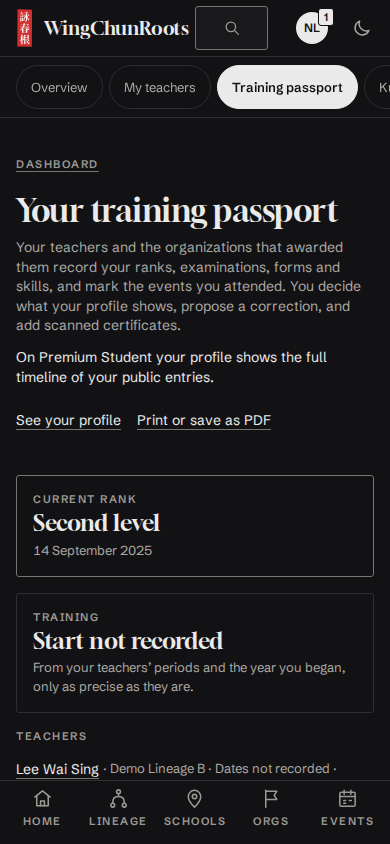 詠春根
WingChunRoots
NL
1
Overview
My teachers
Training passport
DASHBOARD
Your training passport
Your teachers and the organizations that awarded
them record your ranks, examinations, forms and
skills, and mark the events you attended. You decide
what your profile shows, propose a correction, and
add scanned certificates.
On Premium Student your profile shows the full
timeline of your public entries.
See your profile
Print or save as PDF
CURRENT RANK
Second level
14 September 2025
TRAINING
Start not recorded
From your teachers’ periods and the year you began,
only as precise as they are.
TEACHERS
Lee Wai Sing · Demo Lineage B · Dates not recorded ·
HOME
LINEAGE
SCHOOLS
ORGS
EVENTS